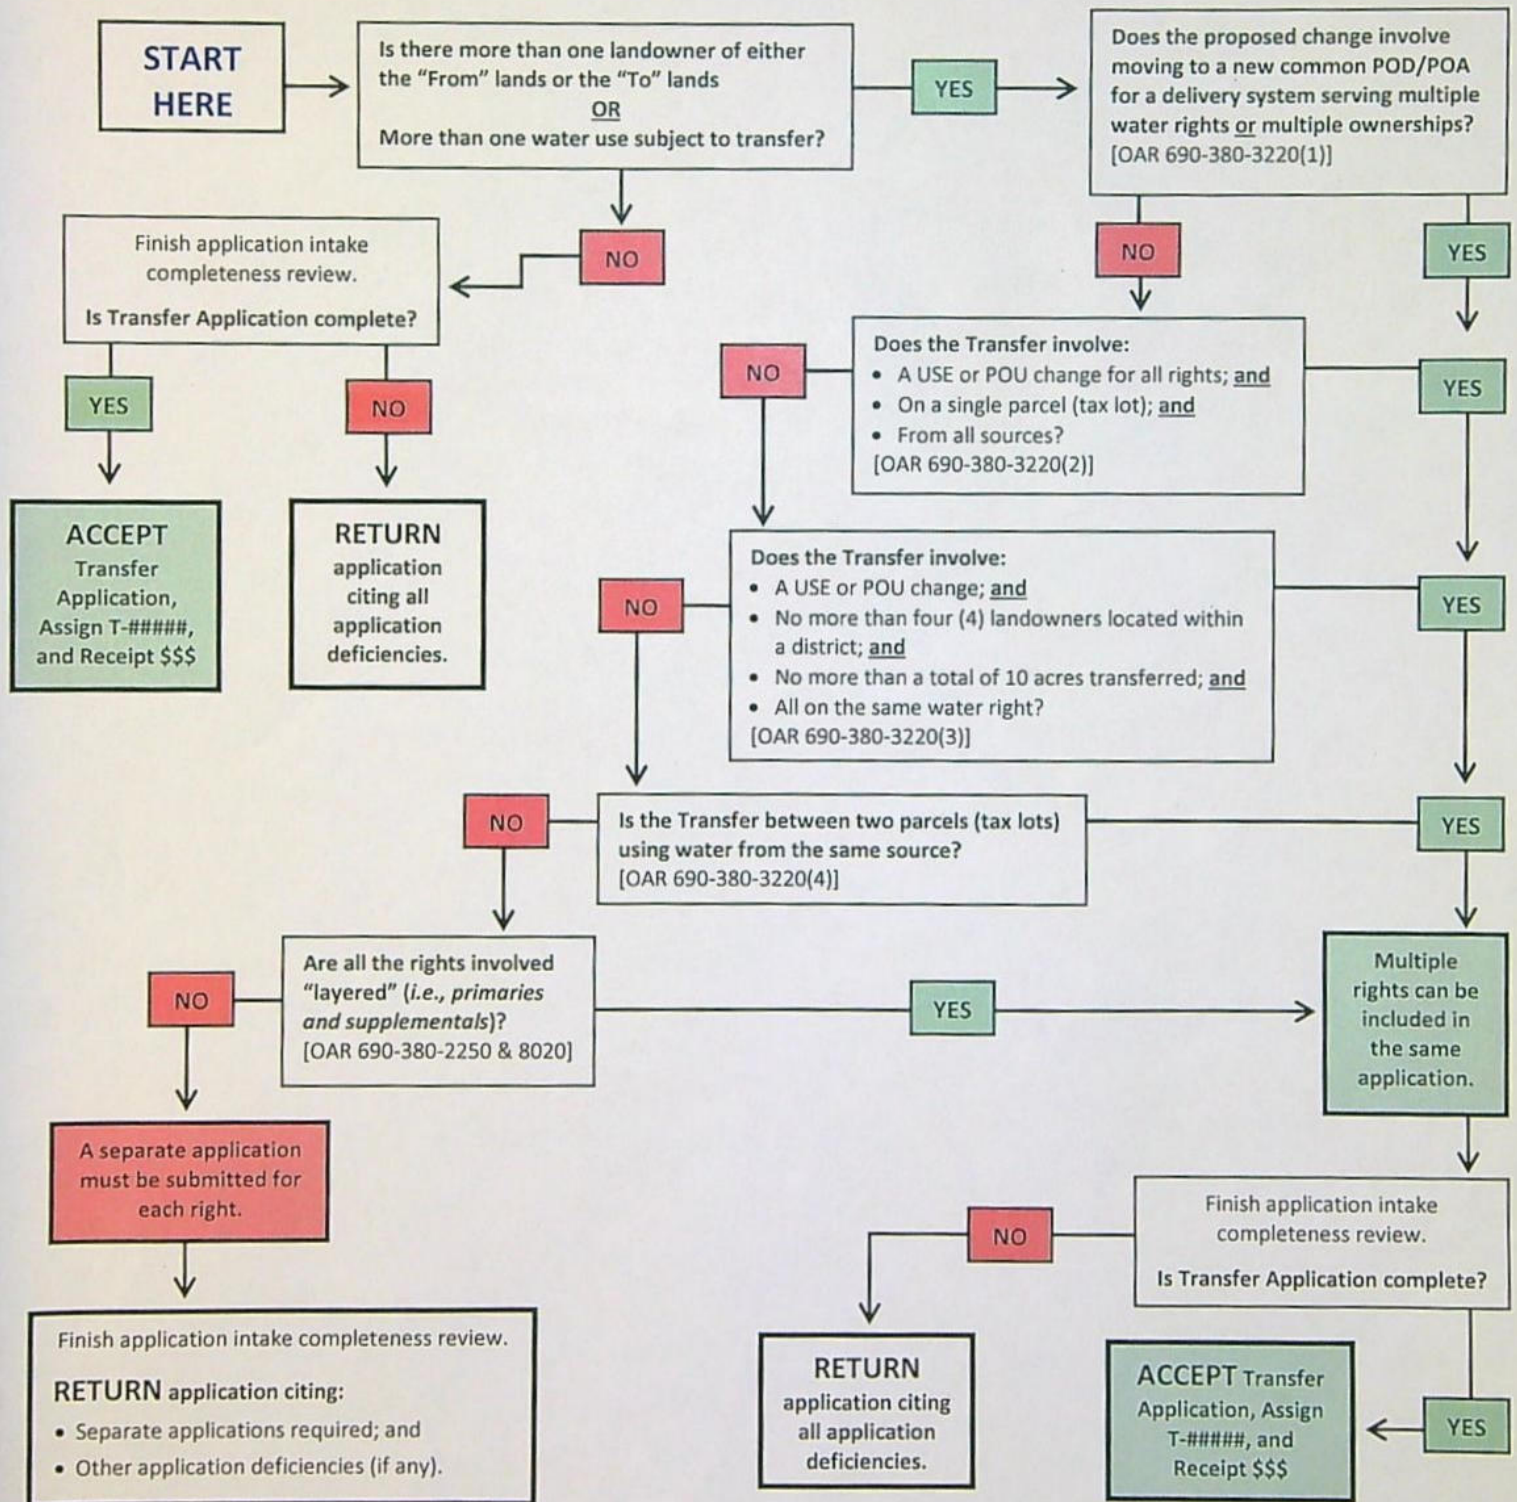 START
HERE
Is there more than one landowner of either
the “From” lands or the “To” lands
OR
More than one water use subject to transfer?
YES
Does the proposed change involve
moving to a new common POD/POA
for a delivery system serving multiple
water rights or multiple ownerships?
[OAR 690-380-3220(1)]
NO
NO
YES
Finish application intake
completeness review.
Is Transfer Application complete?
YES
NO
ACCEPT
Transfer
Application,
Assign T-#####,
and Receipt $$$
RETURN
application
citing all
application
deficiencies.
NO
Does the Transfer involve:
• A USE or POU change for all rights; and
• On a single parcel (tax lot); and
• From all sources?
[OAR 690-380-3220(2)]
YES
NO
Does the Transfer involve:
• A USE or POU change; and
• No more than four (4) landowners located within
a district; and
• No more than a total of 10 acres transferred; and
• All on the same water right?
[OAR 690-380-3220(3)]
YES
NO
Is the Transfer between two parcels (tax lots)
using water from the same source?
[OAR 690-380-3220(4)]
YES
NO
Are all the rights involved
“layered” (i.e., primaries
and supplementals)?
[OAR 690-380-2250 & 8020]
YES
Multiple
rights can be
included in
the same
application.
A separate application
must be submitted for
each right.
Finish application intake completeness review.
RETURN application citing:
• Separate applications required; and
• Other application deficiencies (if any).
NO
Finish application intake
completeness review.
Is Transfer Application complete?
RETURN
application citing
all application
deficiencies.
ACCEPT Transfer
Application, Assign
T-#####, and
Receipt $$$
YES